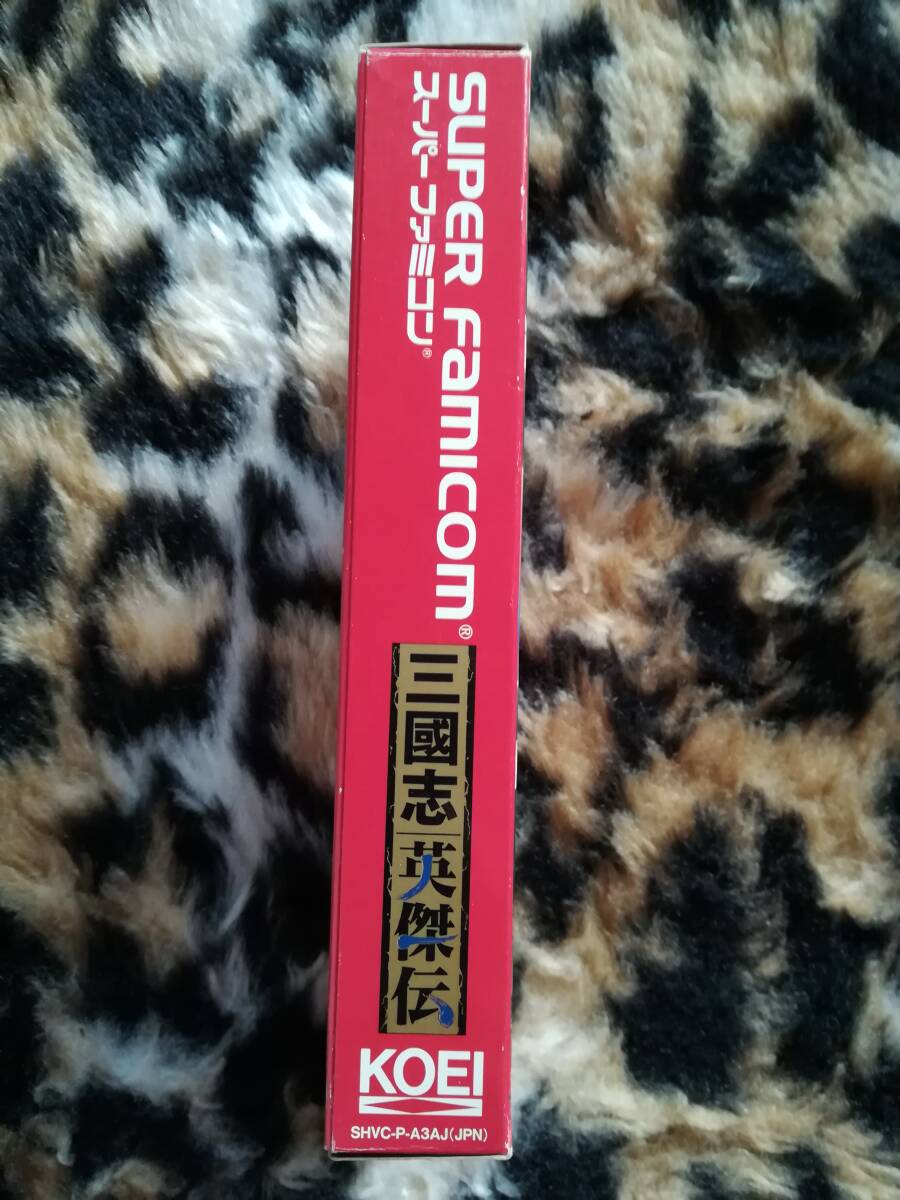 SUPER FAMICOM®
スーパーファミコン®
三國志 英傑伝
KOEI
SHVC-P-A3AJ(JPN)